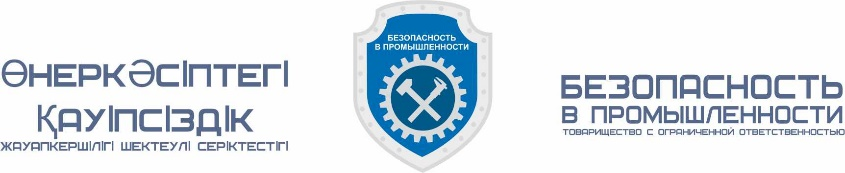 ӨНЕРКӘСІПТЕГІ
ҚАУІПСІЗДІК
ЖАУАПКЕРШІЛІГІ ШЕКТЕУЛІ СЕРІКТЕСТІГІ
БЕЗОПАСНОСТЬ
В ПРОМЫШЛЕННОСТИ
БЕЗОПАСНОСТЬ
В ПРОМЫШЛЕННОСТИ
ТОВАРИЩЕСТВО С ОГРАНИЧЕННОЙ ОТВЕТСТВЕННОСТЬЮ